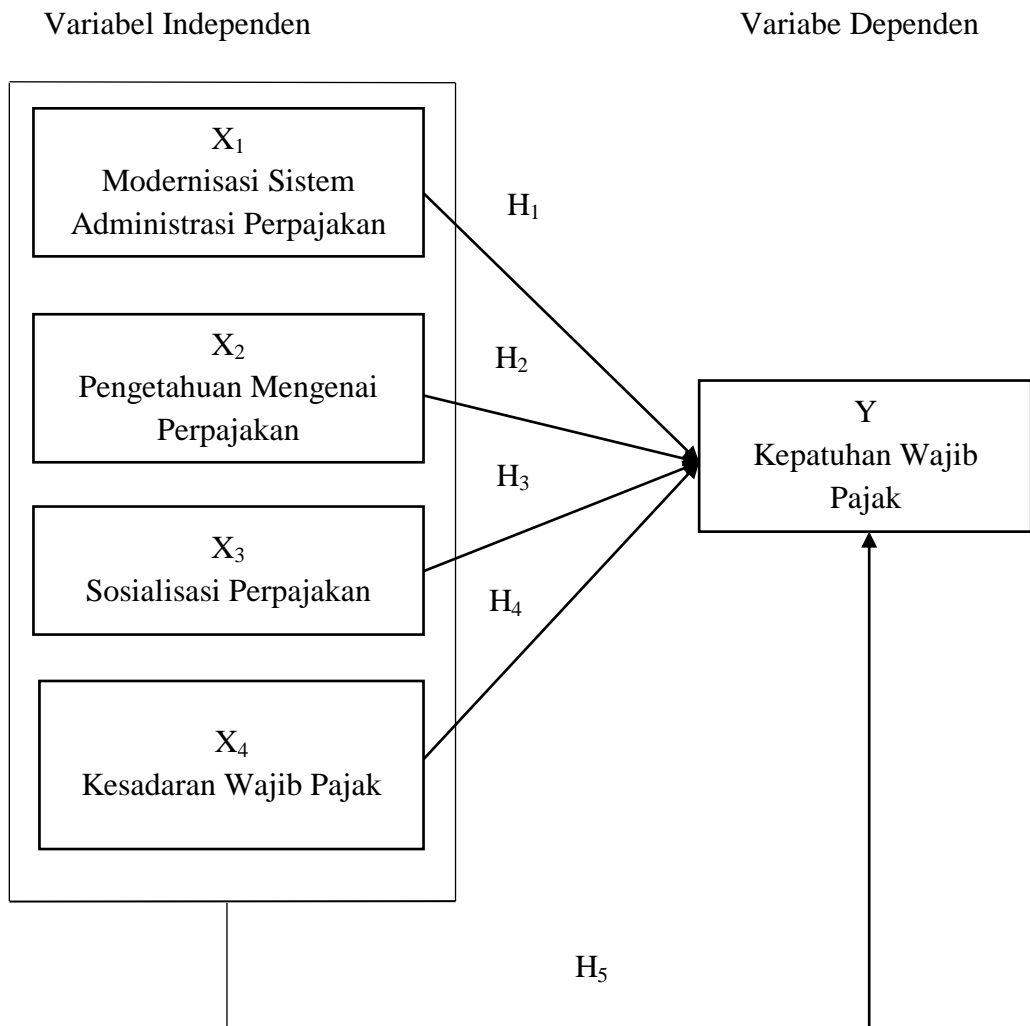 Variabel Independen
Variabe Dependen
X₁
Modernisasi Sistem
Administrasi Perpajakan
H₁
X₂
Pengetahuan Mengenai
Perpajakan
H₂
Y
Kepatuhan Wajib
Pajak
H₃
X₃
Sosialisasi Perpajakan
H₄
X₄
Kesadaran Wajib Pajak
H₅